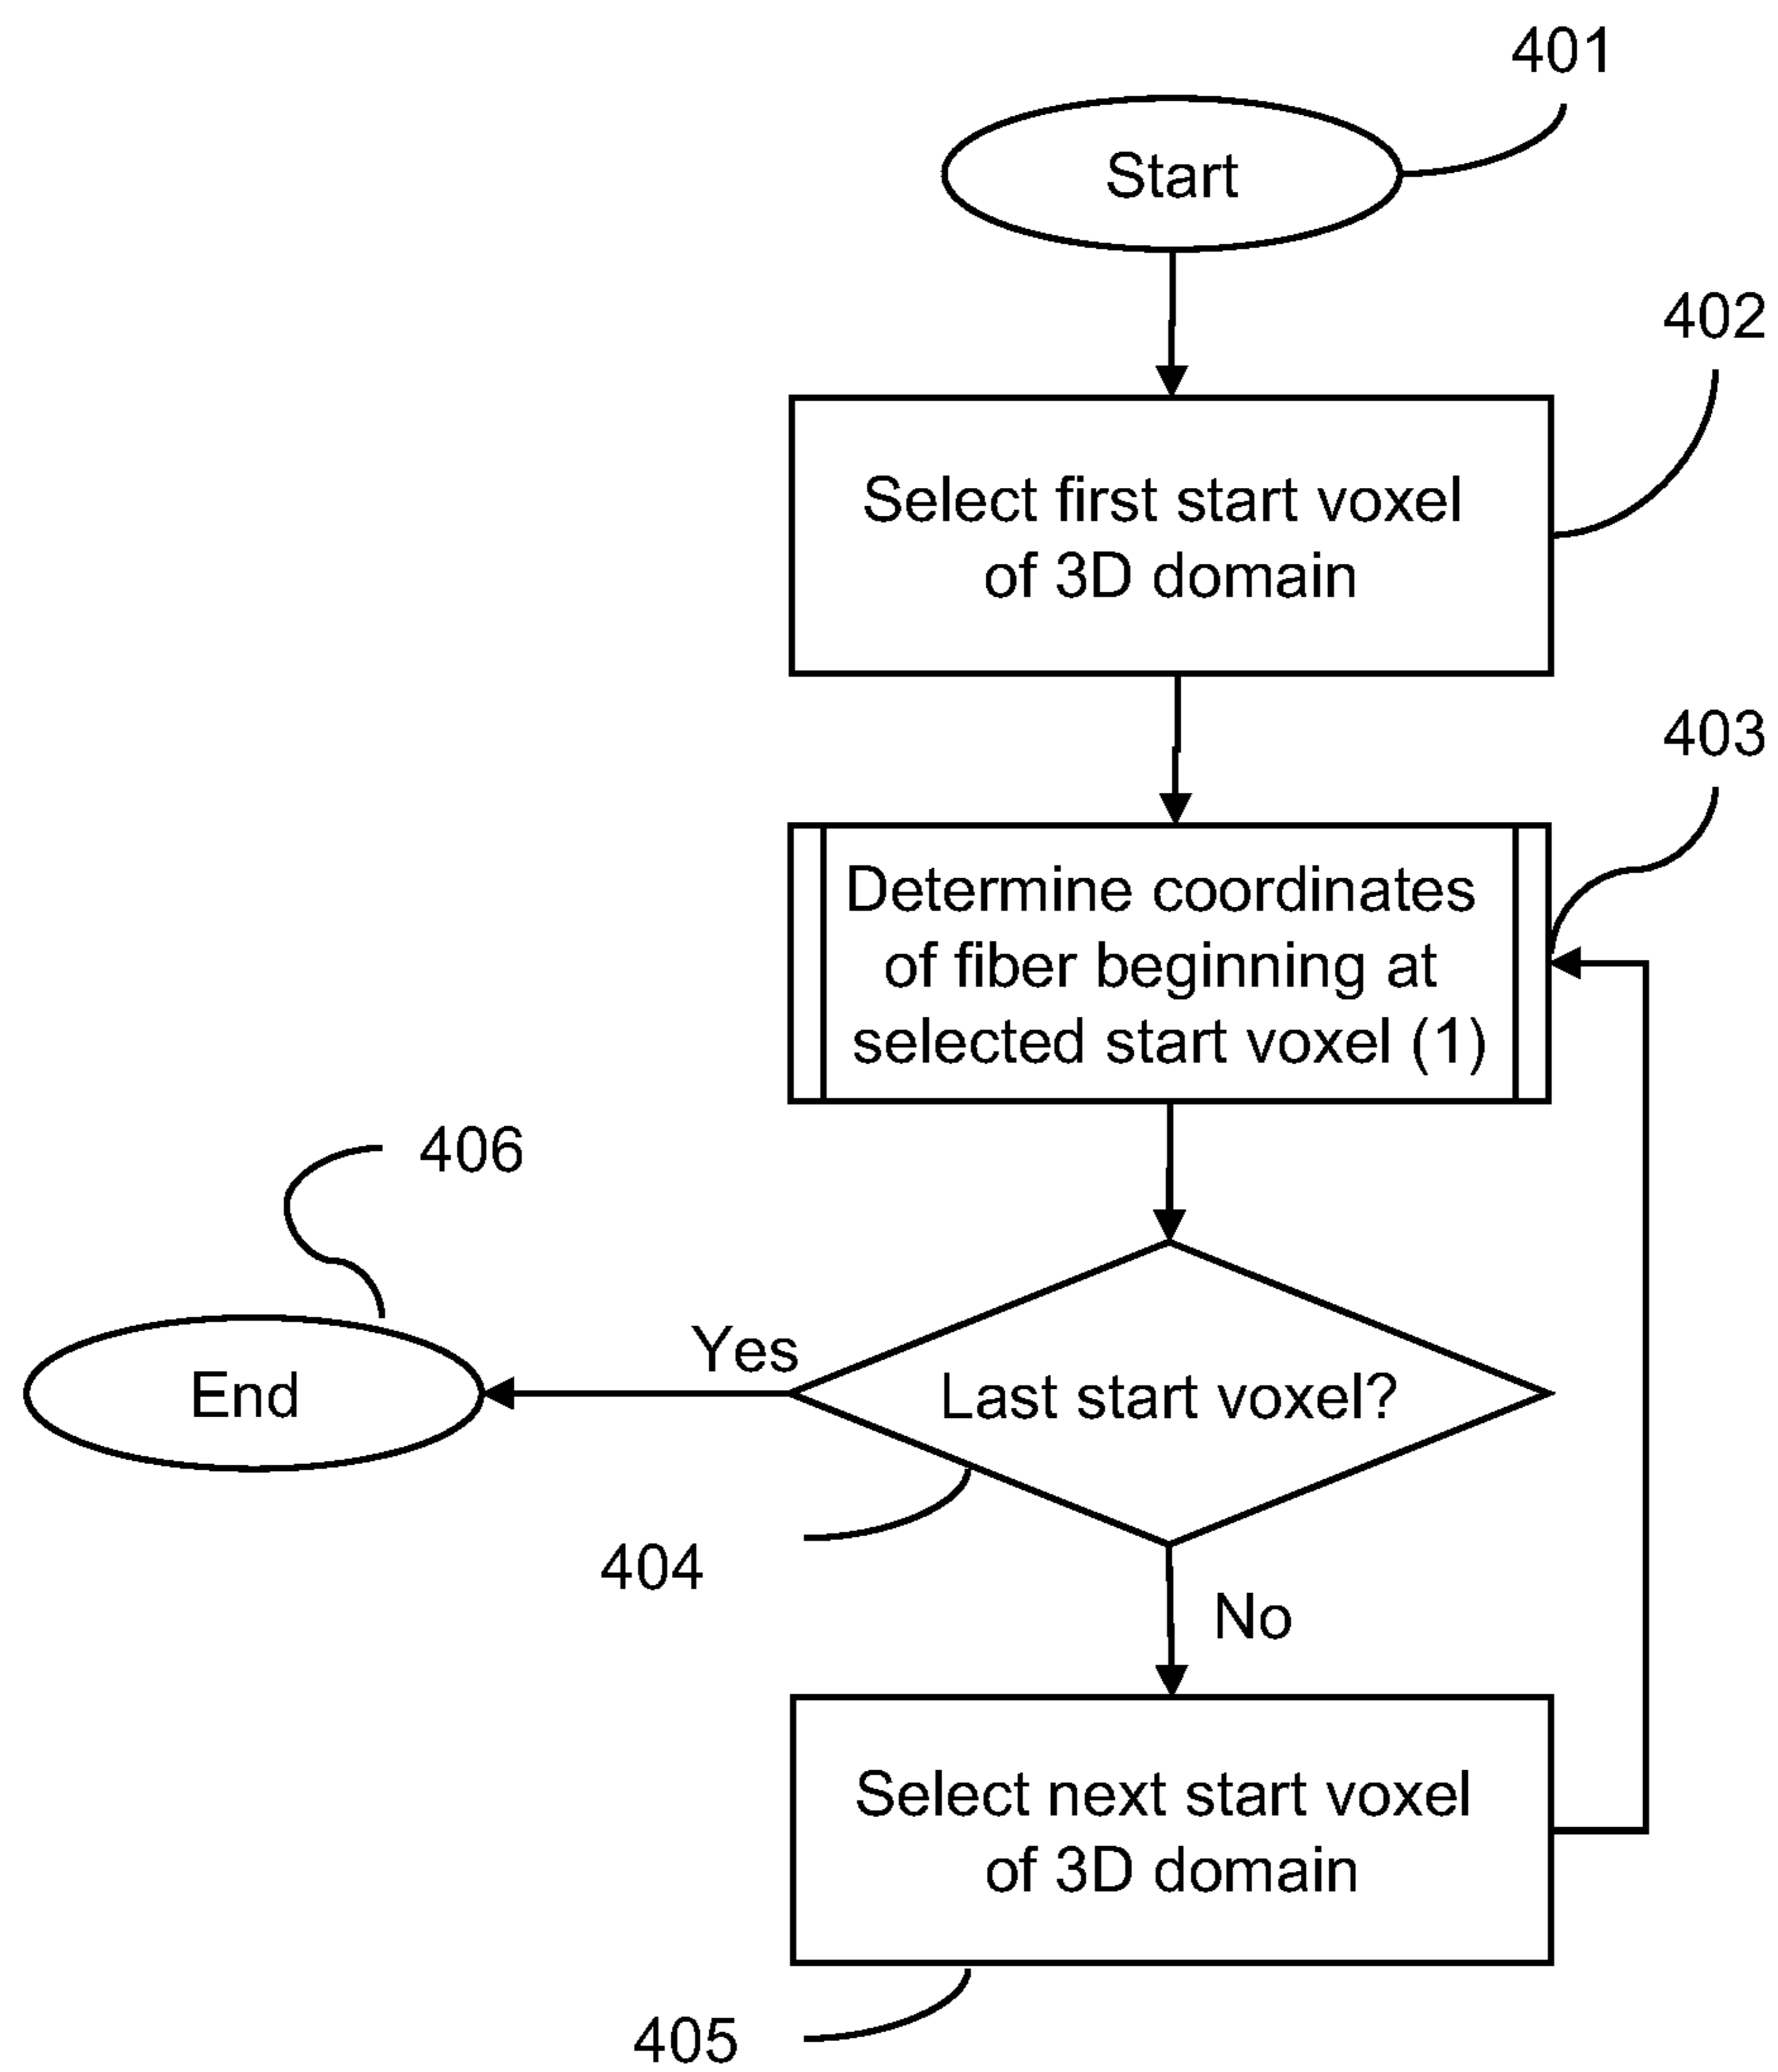 401
Start
402
Select first start voxel
of 3D domain
403
Determine coordinates
of fiber beginning at
selected start voxel (1)
406
Yes
End
Last start voxel?
404
No
Select next start voxel
of 3D domain
405